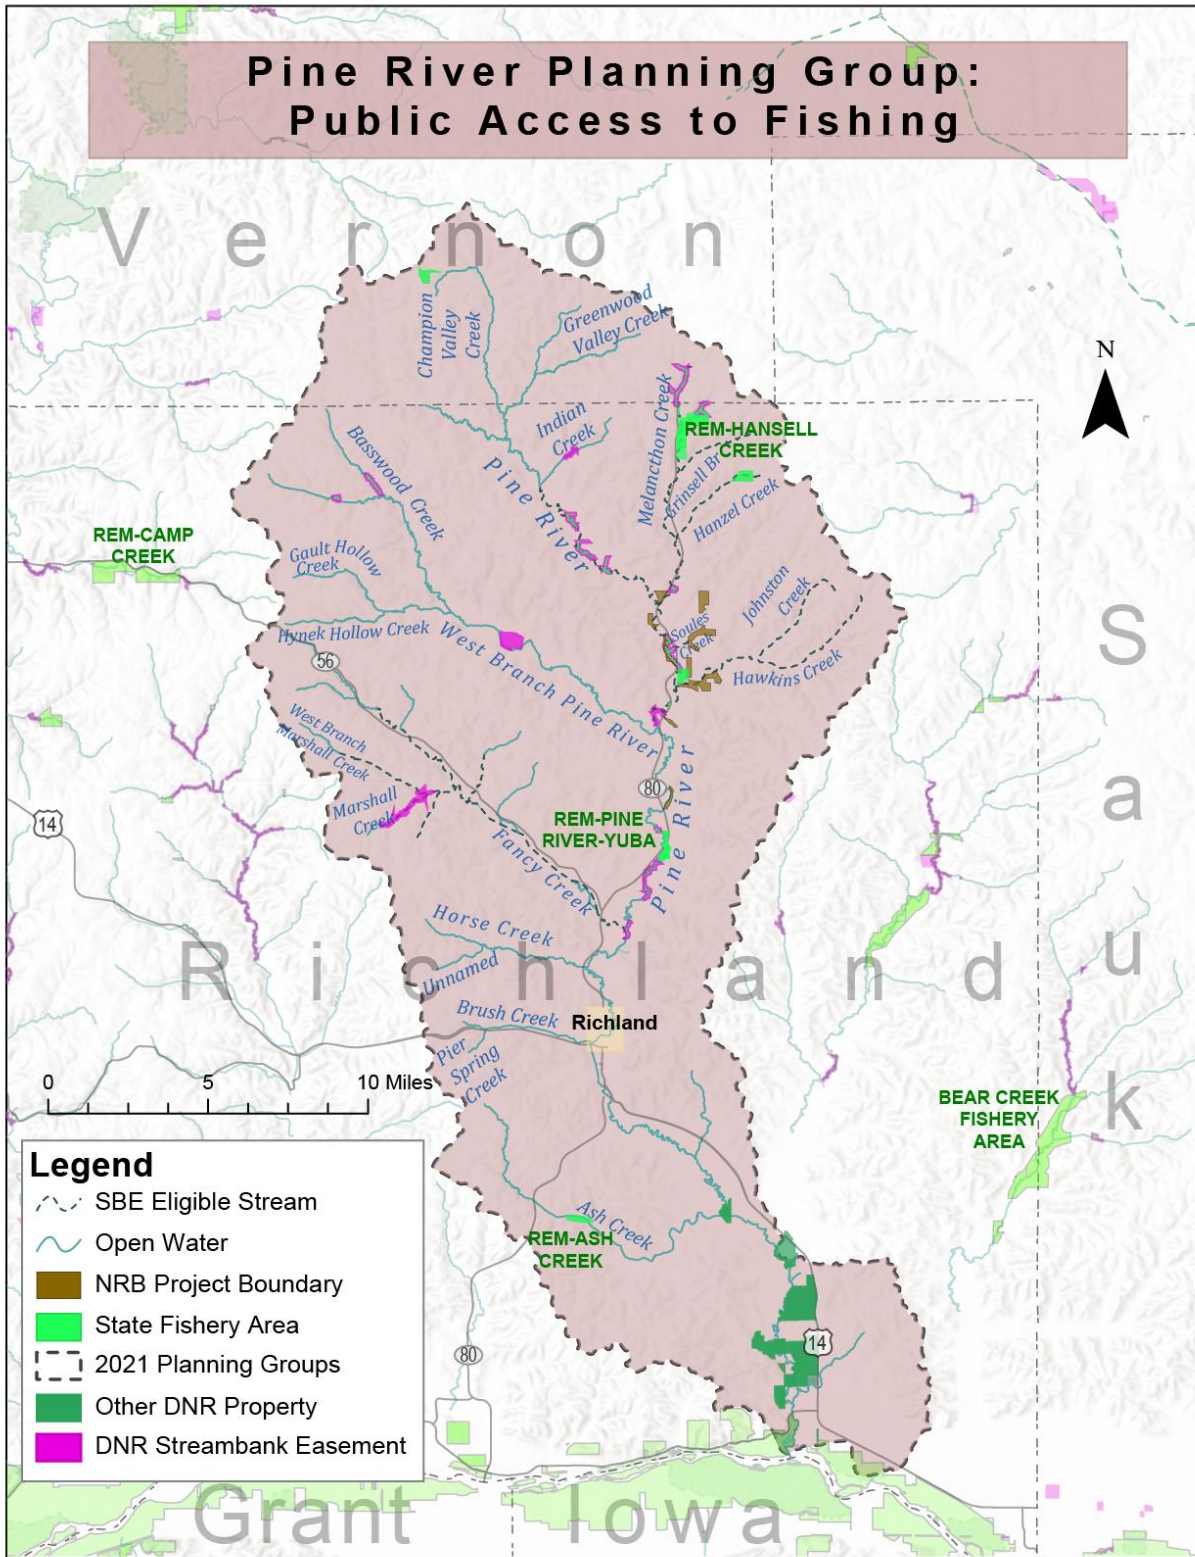 Pine River Planning Group:
Public Access to Fishing
Vernon
Champion
Valley
Creek
Greenwood
Valley Creek
N
Melancthon Creek
Indian
Creek
REM-HANSELL
CREEK
Basswood Creek
Pine River
Grinsell Br
Hanzel Creek
REM-CAMP
CREEK
Gault Hollow
Creek
Johnston
Creek
Hynek Hollow Creek
Soules
Creek
Sauk
56
West Branch Pine River
Hawkins Creek
West Branch
Marshall Creek
80
Marshall
Creek
14
REM-PINE
RIVER-YUBA
Pine River
Fancy Creek
Horse Creek
Richland
Unnamed
Brush Creek
Richland
Pier
Spring
Creek
0 5 10 Miles
BEAR CREEK
FISHERY
AREA
Legend
SBE Eligible Stream
Open Water
NRB Project Boundary
State Fishery Area
2021 Planning Groups
Other DNR Property
DNR Streambank Easement
Ash Creek
REM-ASH
CREEK
14
80
Grant
Iowa